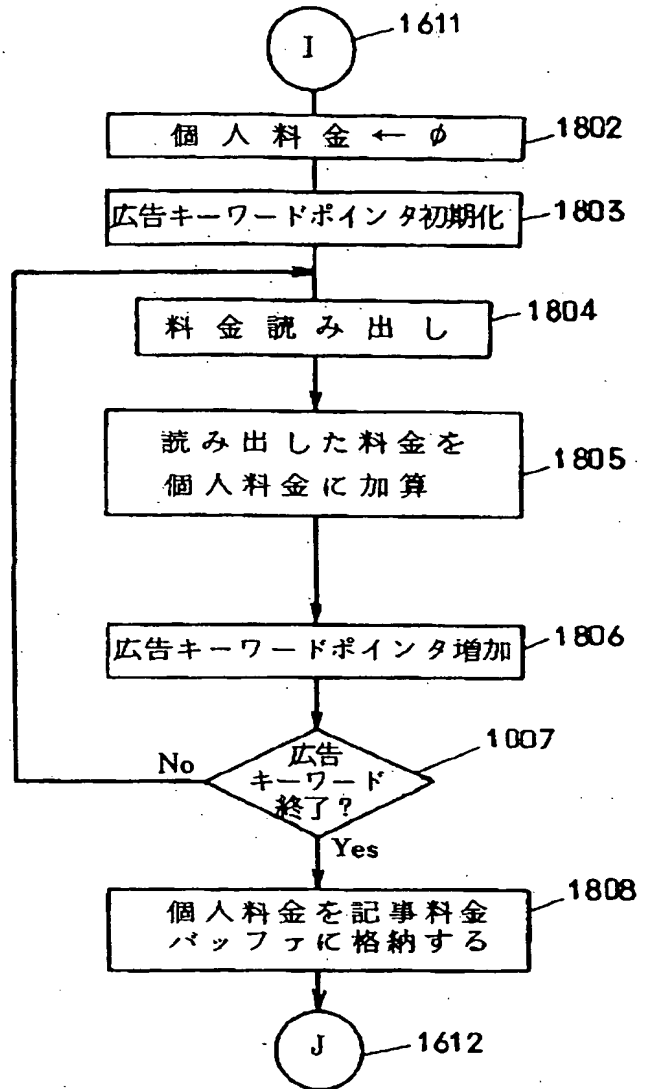 I
1611
個人料金 ← φ
1802
広告キーワードポインタ初期化
1803
料金読み出し
1804
読み出した料金を
個人料金に加算
1805
広告キーワードポインタ増加
1806
広告
キーワード
終了?
1007
No
Yes
個人料金を記事料金
バッファに格納する
1808
J
1612